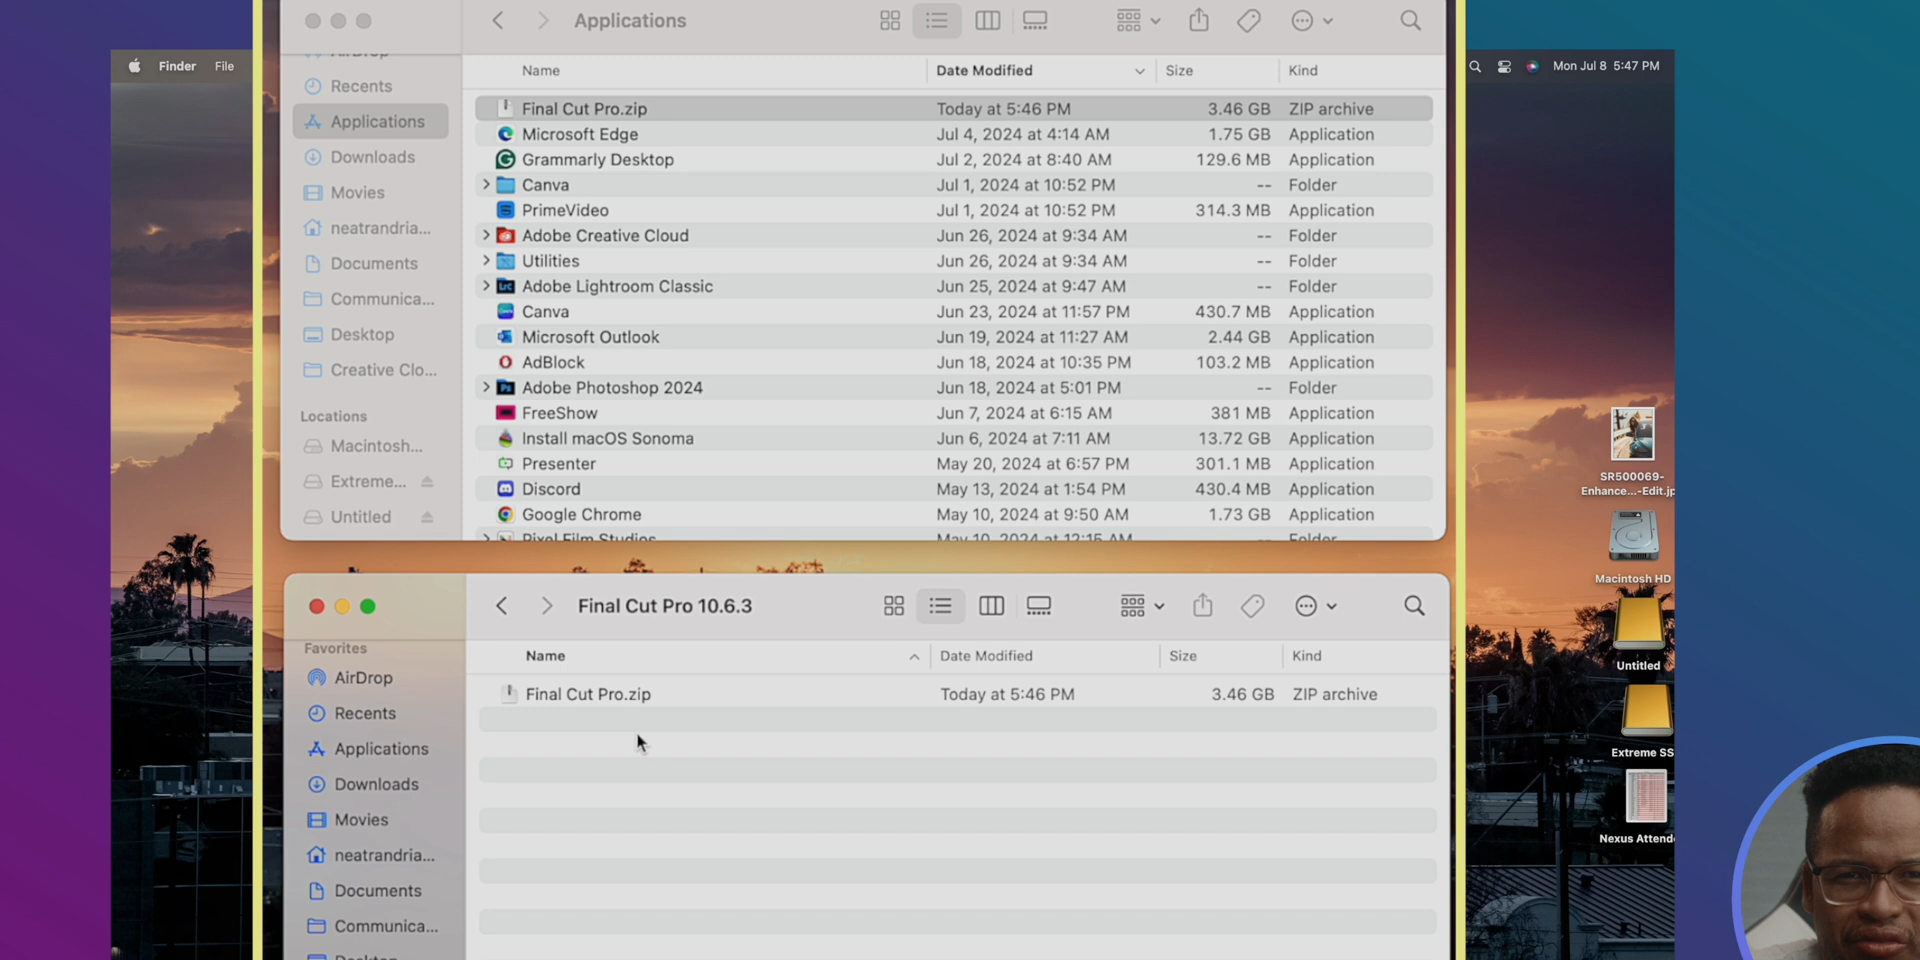 Finder File
Mon Jul 8 5:47 PM
Applications
AirDrop
Recents
Applications
Downloads
Movies
neatrandria...
Documents
Communica...
Desktop
Creative Clo...
Locations
Macintosh...
Extreme...
Untitled
Name Date Modified Size Kind
Final Cut Pro.zip Today at 5:46 PM 3.46 GB ZIP archive
Microsoft Edge Jul 4, 2024 at 4:14 AM 1.75 GB Application
Grammarly Desktop Jul 2, 2024 at 8:40 AM 129.6 MB Application
Canva Jul 1, 2024 at 10:52 PM -- Folder
PrimeVideo Jul 1, 2024 at 10:52 PM 314.3 MB Application
Adobe Creative Cloud Jun 26, 2024 at 9:34 AM -- Folder
Utilities Jun 26, 2024 at 9:34 AM -- Folder
LrC Adobe Lightroom Classic Jun 25, 2024 at 9:47 AM -- Folder
Canva Jun 23, 2024 at 11:57 PM 430.7 MB Application
Microsoft Outlook Jun 19, 2024 at 11:27 AM 2.44 GB Application
AdBlock Jun 18, 2024 at 10:35 PM 103.2 MB Application
Ps Adobe Photoshop 2024 Jun 18, 2024 at 5:01 PM -- Folder
FreeShow Jun 7, 2024 at 6:15 AM 381 MB Application
Install macOS Sonoma Jun 6, 2024 at 7:11 AM 13.72 GB Application
Presenter May 20, 2024 at 6:57 PM 301.1 MB Application
Discord May 13, 2024 at 1:54 PM 430.4 MB Application
Google Chrome May 10, 2024 at 9:50 AM 1.73 GB Application
Pixel Film Studios May 10, 2024 at 12:15 AM -- Folder
SR500069-
Enhance...-Edit.jp
Macintosh HD
Untitled
Extreme SS
Nexus Attend
Final Cut Pro 10.6.3
Favorites
AirDrop
Recents
Applications
Downloads
Movies
neatrandria...
Documents
Communica...
Desktop
Name Date Modified Size Kind
Final Cut Pro.zip Today at 5:46 PM 3.46 GB ZIP archive